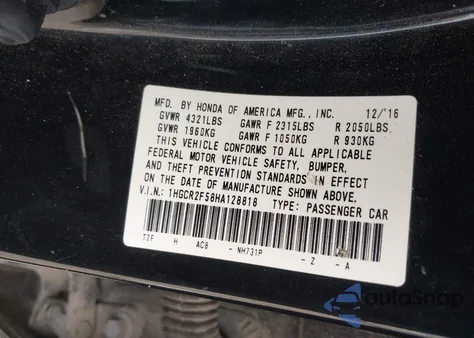 MFD. BY HONDA OF AMERICA MFG., INC. 12/'16
GVWR 4321LBS GAWR F 2315LBS R 2050LBS
GVWR 1960KG GAWR F 1050KG R 930KG
THIS VEHICLE CONFORMS TO ALL APPLICABLE
FEDERAL MOTOR VEHICLE SAFETY, BUMPER,
AND THEFT PREVENTION STANDARDS IN EFFECT
ON THE DATE OF MANUFACTURE SHOWN ABOVE.
V.I.N.: 1HGCR2F58HA128818 TYPE: PASSENGER CAR
T2F H AC8 - NH731P - Z - A
autoSnap